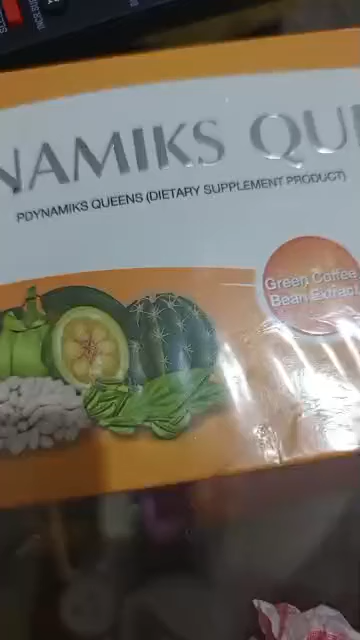 NAMIKS QU
PDYNAMIKS QUEENS (DIETARY SUPPLEMENT PRODUCT)
Green Coffee
Bean Extract